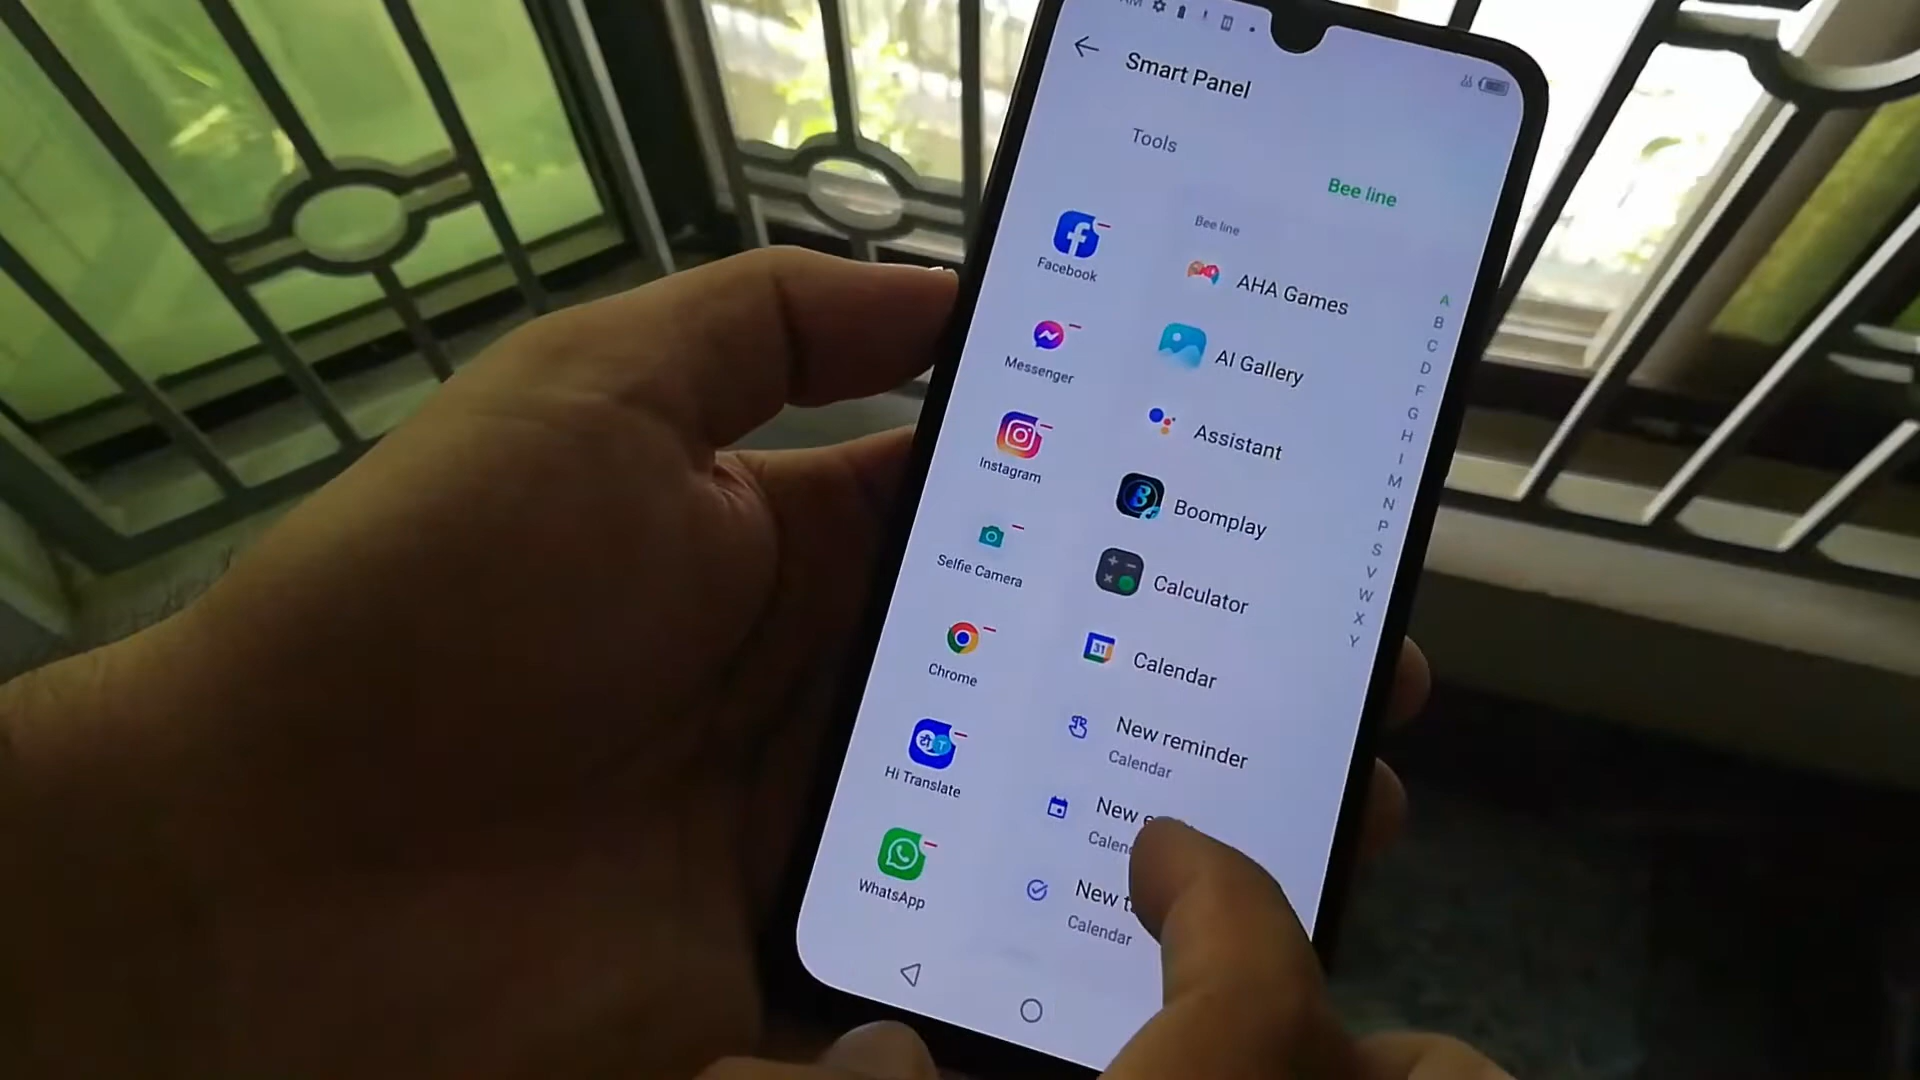 Smart Panel
Tools
Bee line
Facebook
Messenger
Instagram
Selfie Camera
Chrome
Hi Translate
WhatsApp
Bee line
AHA Games
AI Gallery
Assistant
Boomplay
Calculator
31
Calendar
New reminder
Calendar
New
New
Calendar
A
B
C
D
F
G
H
I
M
N
P
S
V
W
X
Y